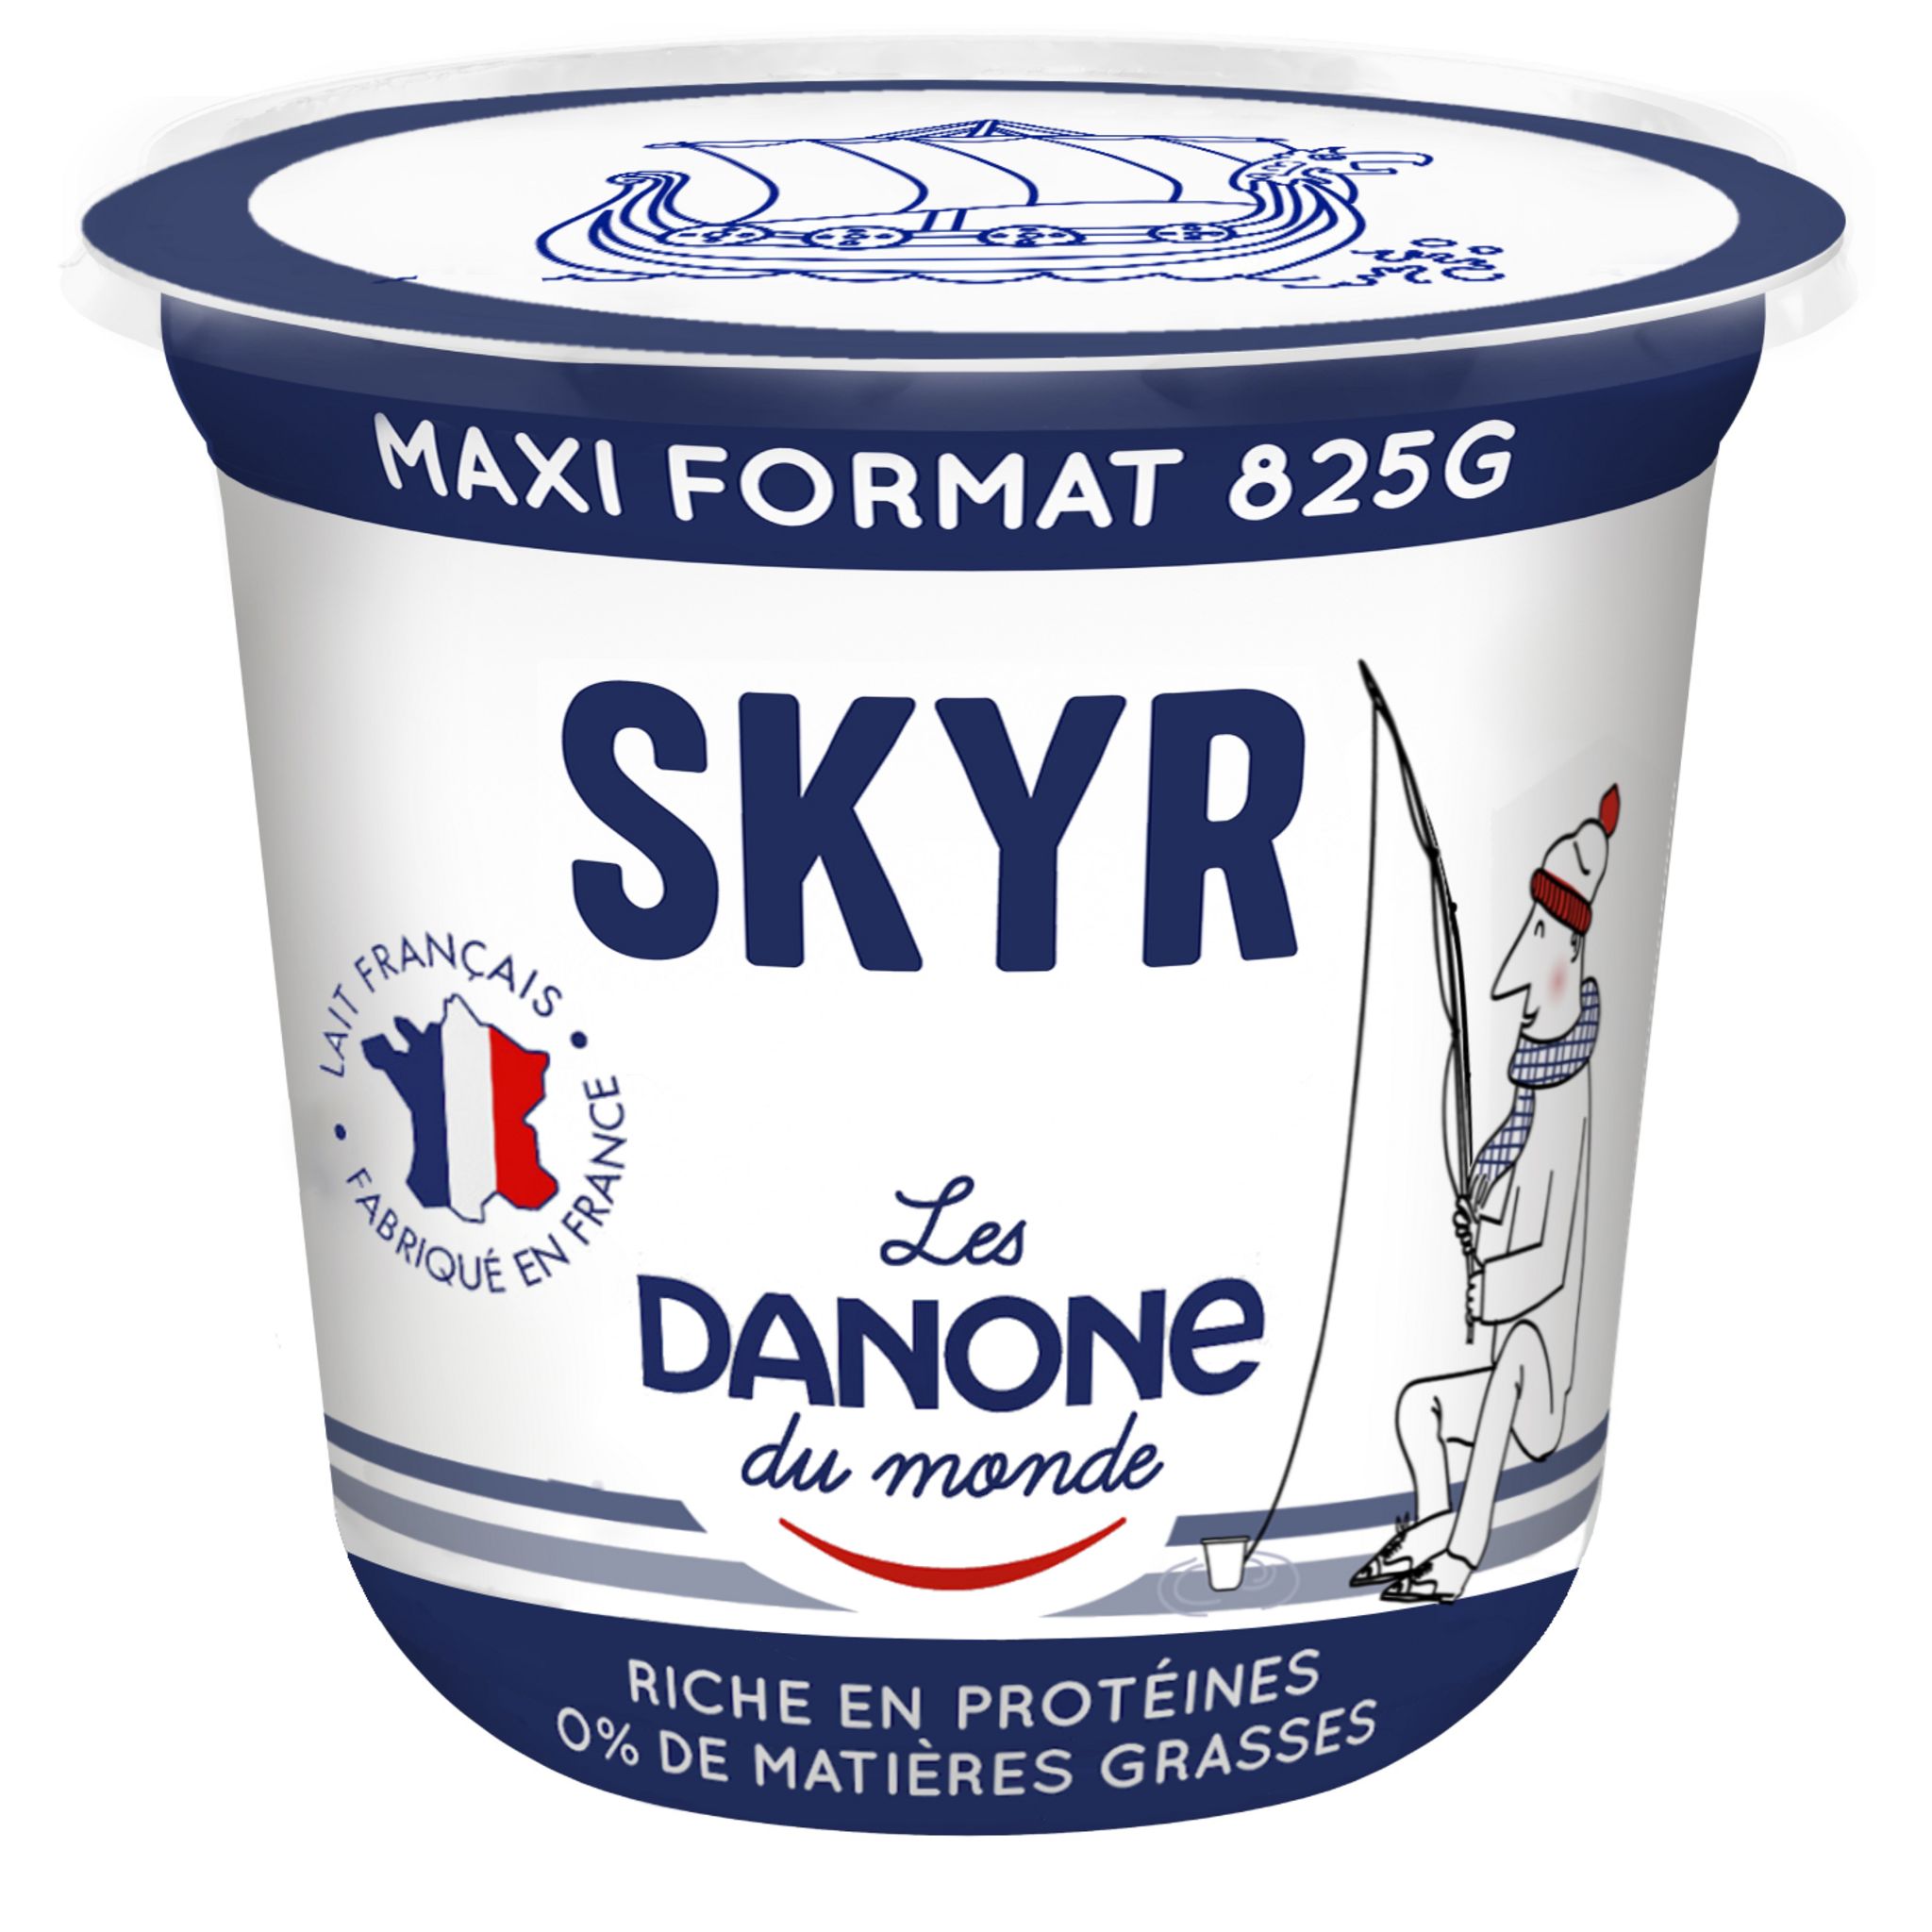 MAXI FORMAT 825G
SKYR
LAIT FRANÇAIS •
FABRIQUÉ EN FRANCE •
Les
DANONe
du monde
RICHE EN PROTÉINES
0% DE MATIÈRES GRASSES